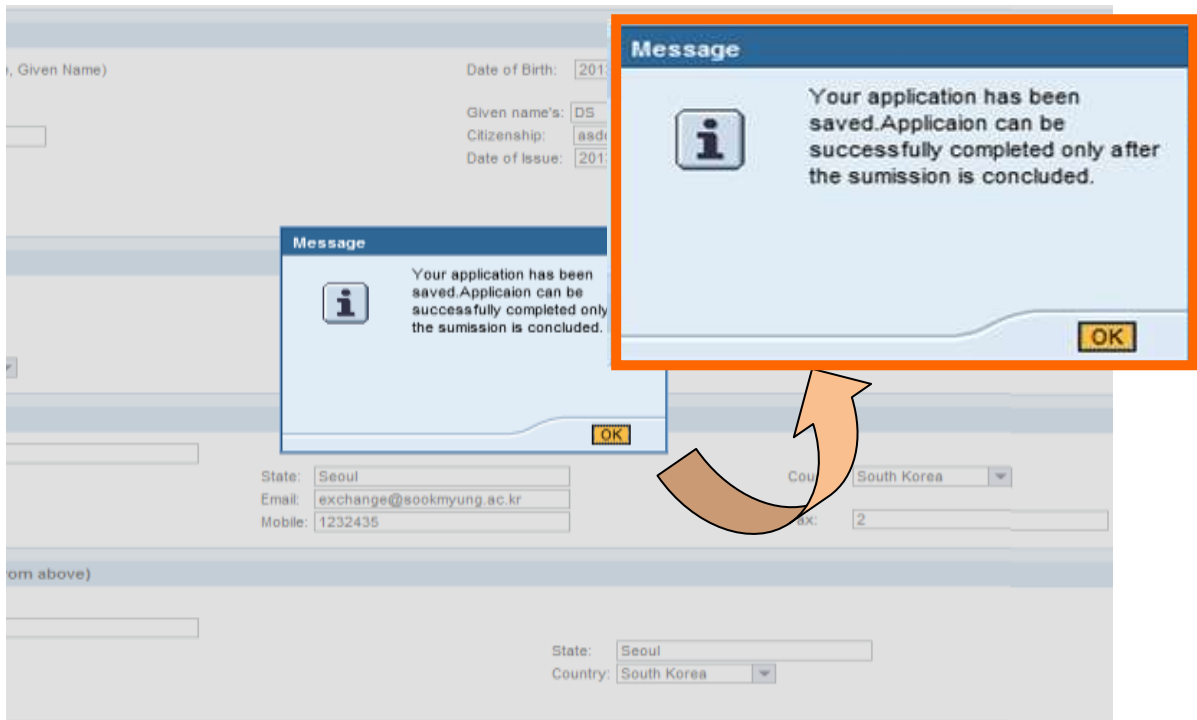 , Given Name)
Date of Birth: 201
Given name's: DS
Citizenship:
Date of Issue: 201
Message
Your application has been
saved.Applicaion can be
successfully completed only after
the sumission is concluded.
OK
Message
Your application has been
saved.Applicaion can be
successfully completed only
the sumission is concluded.
OK
State: Seoul
South Korea
Email: exchange@sookmyung.ac.kr
Mobile: 1232435
2
rom above)
State: Seoul
Country: South Korea